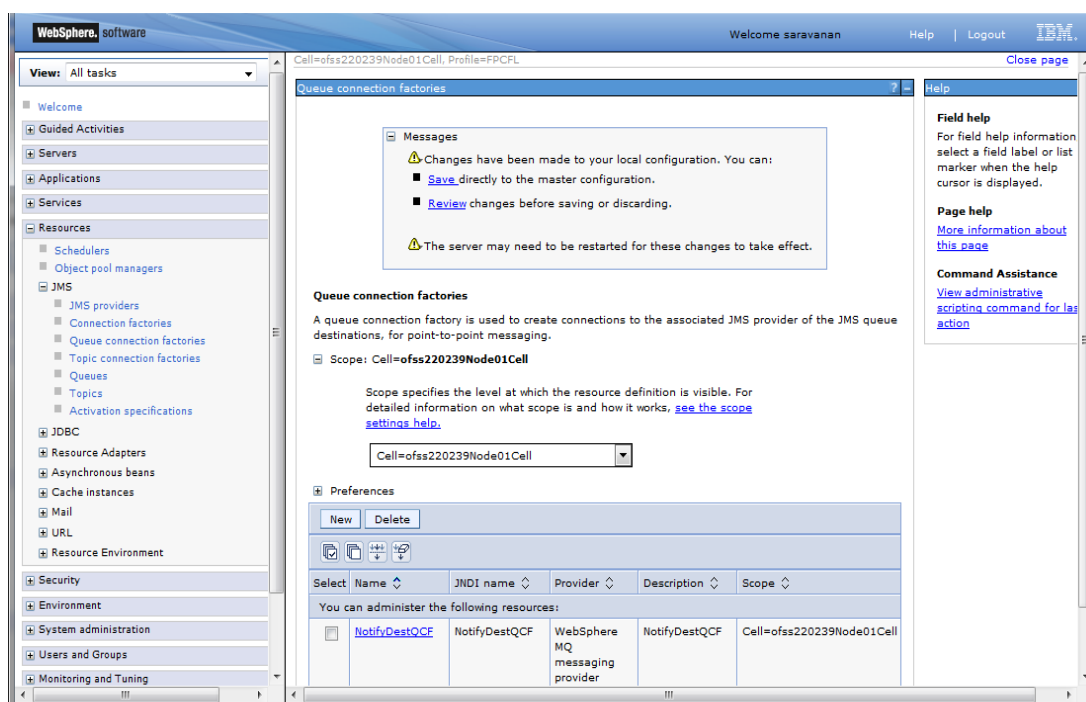 WebSphere. software
Welcome saravanan
Help | Logout
IBM.
View: All tasks
Welcome
Guided Activities
Servers
Applications
Services
Resources
Schedulers
Object pool managers
JMS
JMS providers
Connection factories
Queue connection factories
Topic connection factories
Queues
Topics
Activation specifications
JDBC
Resource Adapters
Asynchronous beans
Cache instances
Mail
URL
Resource Environment
Security
Environment
System administration
Users and Groups
Monitoring and Tuning
Cell=ofss220239Node01Cell, Profile=FPCFL
Close page
Queue connection factories
? -
Messages
Changes have been made to your local configuration. You can:
Save directly to the master configuration.
Review changes before saving or discarding.
The server may need to be restarted for these changes to take effect.
Queue connection factories
A queue connection factory is used to create connections to the associated JMS provider of the JMS queue
destinations, for point-to-point messaging.
Scope: Cell=ofss220239Node01Cell
Scope specifies the level at which the resource definition is visible. For
detailed information on what scope is and how it works, see the scope
settings help.
Cell=ofss220239Node01Cell
Preferences
New Delete
Select Name JNDI name Provider Description Scope
You can administer the following resources:
NotifyDestQCF NotifyDestQCF WebSphere NotifyDestQCF Cell=ofss220239Node01Cell
MQ
messaging
provider
Help
Field help
For field help information
select a field label or list
marker when the help
cursor is displayed.
Page help
More information about
this page
Command Assistance
View administrative
scripting command for las
action